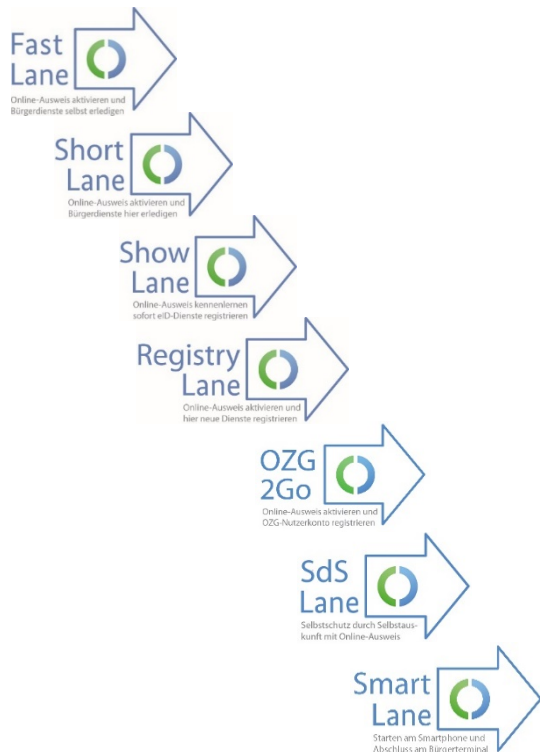 Fast
Lane
Online-Ausweis aktivieren und
Bürgerdienste selbst erledigen
Short
Lane
Online-Ausweis aktivieren und
Bürgerdienste hier erledigen
Show
Lane
Online-Ausweis kennenlernen
sofort eID-Dienste registrieren
Registry
Lane
Online-Ausweis aktivieren und
hier neue Dienste registrieren
OZG
2Go
Online-Ausweis aktivieren und
OZG-Nutzerkonto registrieren
SdS
Lane
Selbstschutz durch Selbstaus-
kunft mit Online-Ausweis
Smart
Lane
Starten am Smartphone und
Abschluss am Bürgerterminal